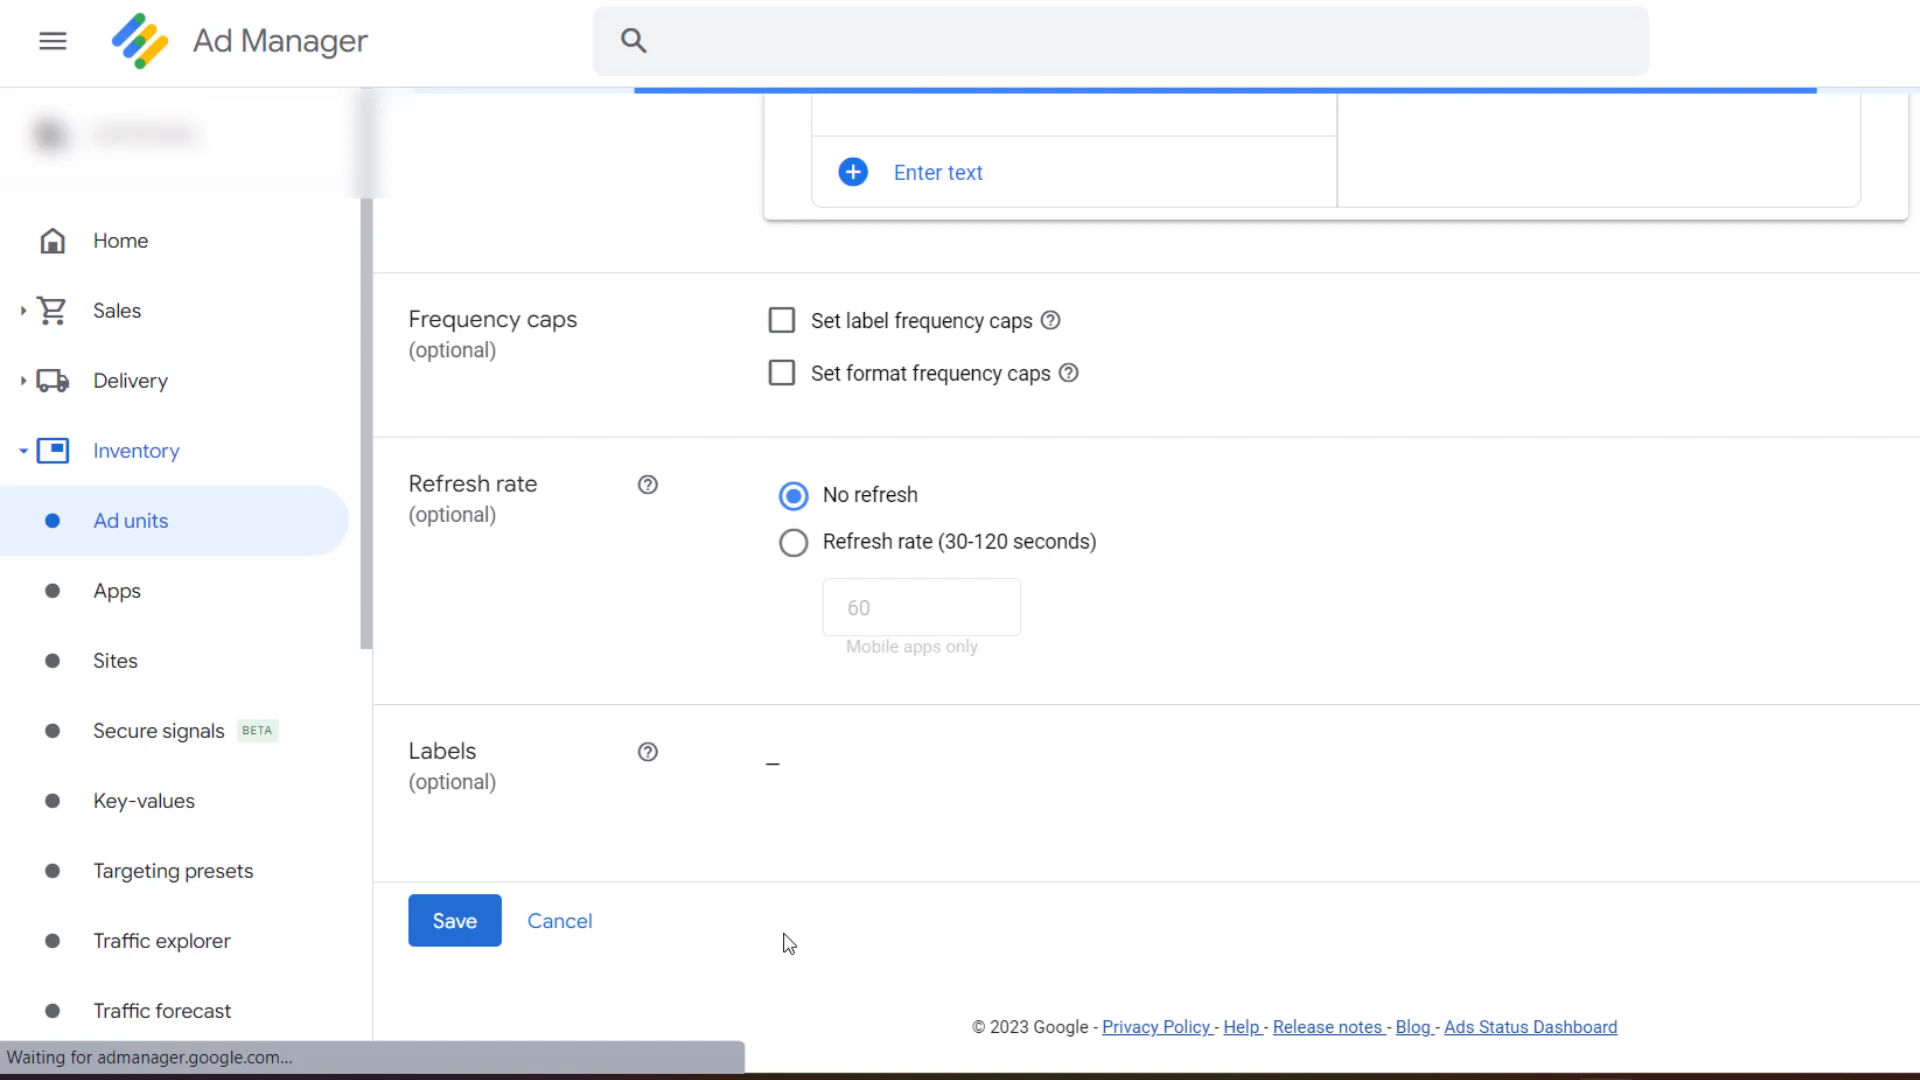 Ad Manager
Home
Sales
Delivery
Inventory
Ad units
Apps
Sites
Secure signals BETA
Key-values
Targeting presets
Traffic explorer
Traffic forecast
Enter text
Frequency caps
(optional)
Set label frequency caps
Set format frequency caps
Refresh rate
(optional)
No refresh
Refresh rate (30-120 seconds)
60
Mobile apps only
Labels
(optional)
–
Save Cancel
© 2023 Google - Privacy Policy - Help - Release notes - Blog - Ads Status Dashboard
Waiting for admanager.google.com...